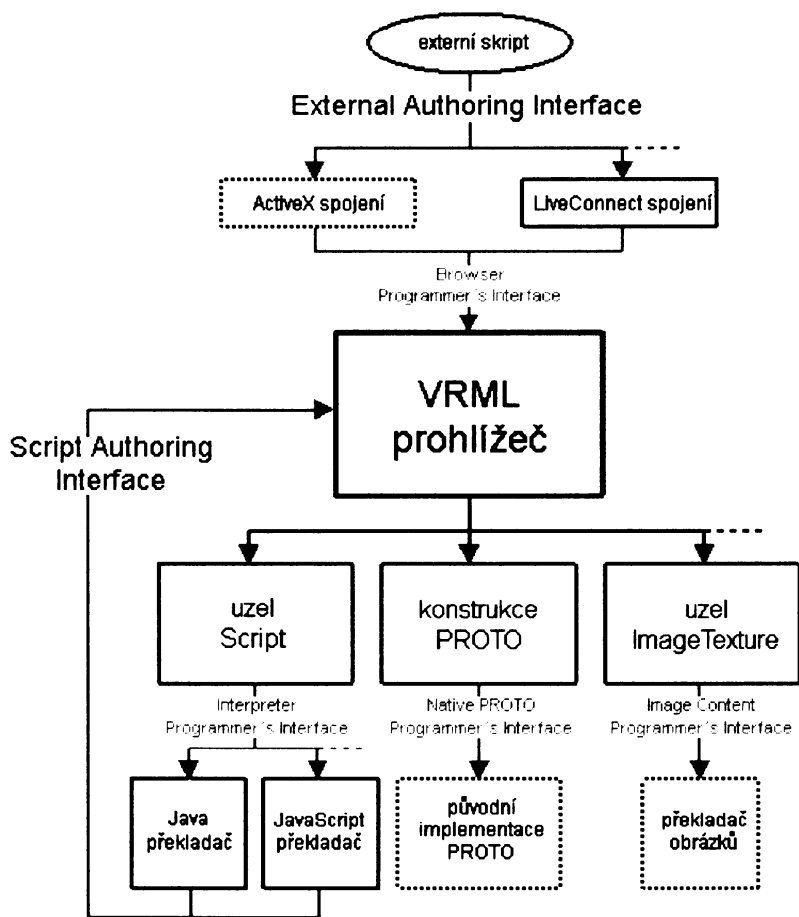 externí skript
External Authoring Interface
ActiveX spojení
LiveConnect spojení
Browser
Programmer´s Interface
VRML
prohlížeč
Script Authoring
Interface
uzel
Script
konstrukce
PROTO
uzel
ImageTexture
Interpreter
Programmer´s Interface
Native PROTO
Programmer´s Interface
Image Content
Programmer´s Interface
Java
překladač
JavaScript
překladač
původní
implementace
PROTO
překladač
obrázků